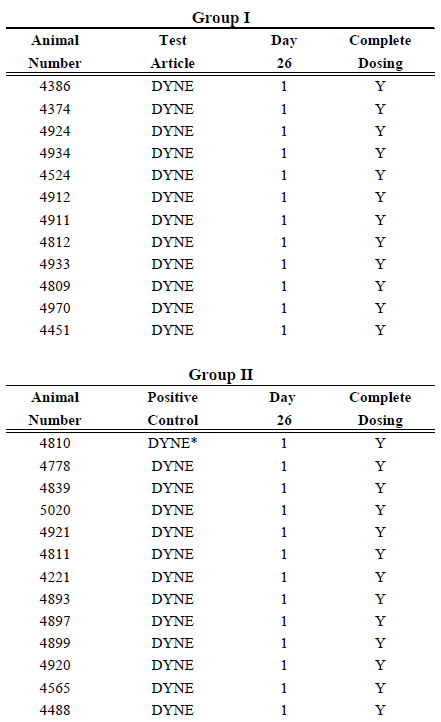 Group I
Animal Test Day Complete
Number Article 26 Dosing
4386 DYNE 1 Y
4374 DYNE 1 Y
4924 DYNE 1 Y
4934 DYNE 1 Y
4524 DYNE 1 Y
4912 DYNE 1 Y
4911 DYNE 1 Y
4812 DYNE 1 Y
4933 DYNE 1 Y
4809 DYNE 1 Y
4970 DYNE 1 Y
4451 DYNE 1 Y
Group II
Animal Positive Day Complete
Number Control 26 Dosing
4810 DYNE* 1 Y
4778 DYNE 1 Y
4839 DYNE 1 Y
5020 DYNE 1 Y
4921 DYNE 1 Y
4811 DYNE 1 Y
4221 DYNE 1 Y
4893 DYNE 1 Y
4897 DYNE 1 Y
4899 DYNE 1 Y
4920 DYNE 1 Y
4565 DYNE 1 Y
4488 DYNE 1 Y